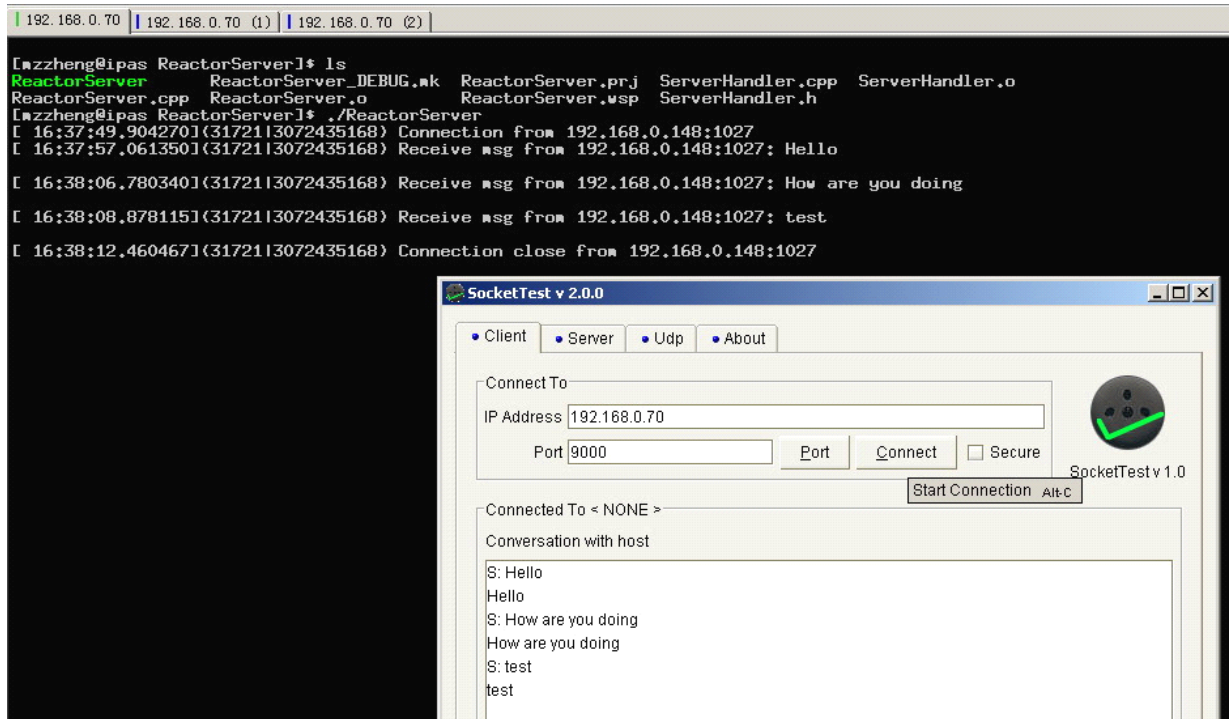 192.168.0.70 192.168.0.70 (1) 192.168.0.70 (2)
[mzzheng@ipas ReactorServer]$ ls
ReactorServer ReactorServer_DEBUG.mk ReactorServer.prj ServerHandler.cpp ServerHandler.o
ReactorServer.cpp ReactorServer.o ReactorServer.wsp ServerHandler.h
[mzzheng@ipas ReactorServer]$ ./ReactorServer
[ 16:37:49.904270](31721|3072435168) Connection from 192.168.0.148:1027
[ 16:37:57.061350](31721|3072435168) Receive msg from 192.168.0.148:1027: Hello
[ 16:38:06.780340](31721|3072435168) Receive msg from 192.168.0.148:1027: How are you doing
[ 16:38:08.878115](31721|3072435168) Receive msg from 192.168.0.148:1027: test
[ 16:38:12.460467](31721|3072435168) Connection close from 192.168.0.148:1027
SocketTest v 2.0.0
Client Server Udp About
Connect To
IP Address 192.168.0.70
Port 9000 Port Connect Secure
SocketTest v 1.0
Start Connection Alt-C
Connected To < NONE >
Conversation with host
S: Hello
Hello
S: How are you doing
How are you doing
S: test
test